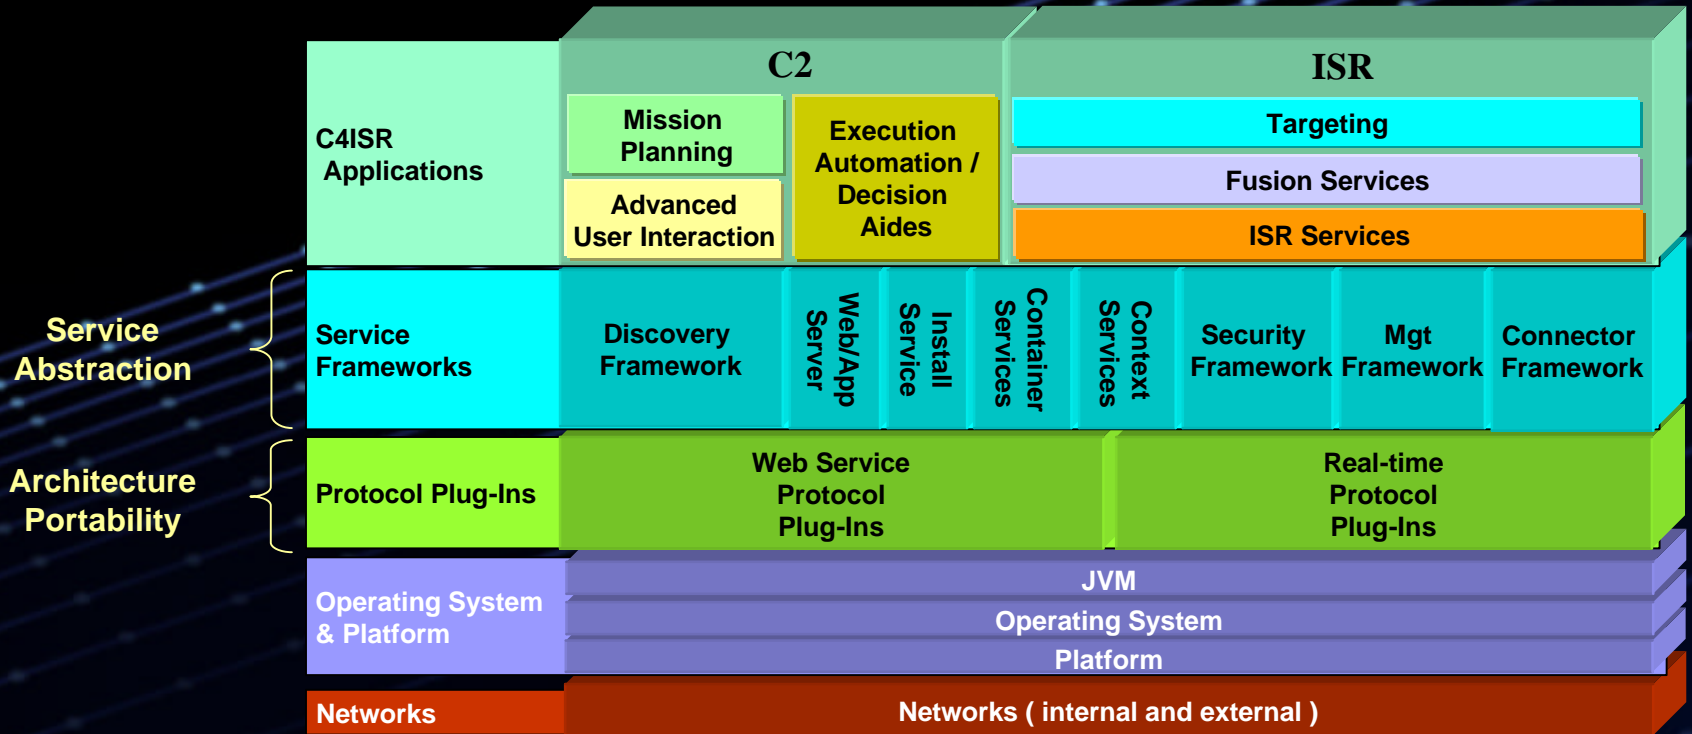 C2
ISR
C4ISR
Applications
Mission
Planning
Advanced
User Interaction
Execution
Automation /
Decision
Aides
Targeting
Fusion Services
ISR Services
Service
Abstraction
Service
Frameworks
Discovery
Framework
Web/App
Server
Install
Service
Container
Services
Context
Services
Security
Framework
Mgt
Framework
Connector
Framework
Architecture
Portability
Protocol Plug-Ins
Web Service
Protocol
Plug-Ins
Real-time
Protocol
Plug-Ins
Operating System
& Platform
JVM
Operating System
Platform
Networks
Networks ( internal and external )